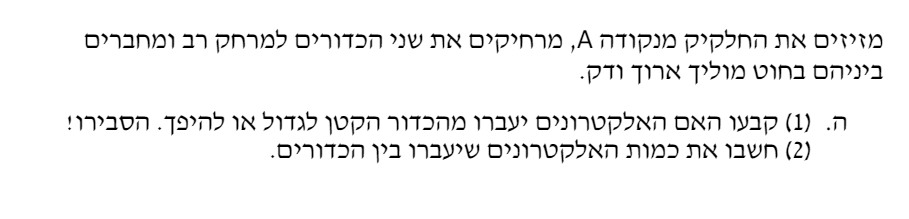 מזיזים את החלקיק מנקודה A, מרחיקים את שני הכדורים למרחק רב ומחברים
ביניהם בחוט מוליך ארוך ודק.
ה. (1) קבעו האם האלקטרונים יעברו מהכדור הקטן לגדול או להיפך. הסבירו!
(2) חשבו את כמות האלקטרונים שיעברו בין הכדורים.